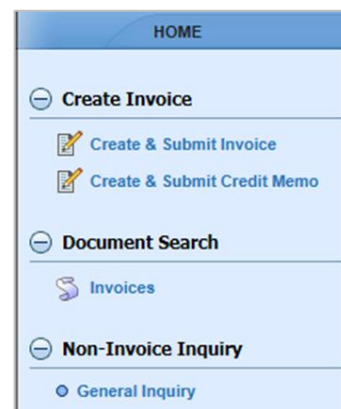 HOME
Create Invoice
Create & Submit Invoice
Create & Submit Credit Memo
Document Search
Invoices
Non-Invoice Inquiry
General Inquiry